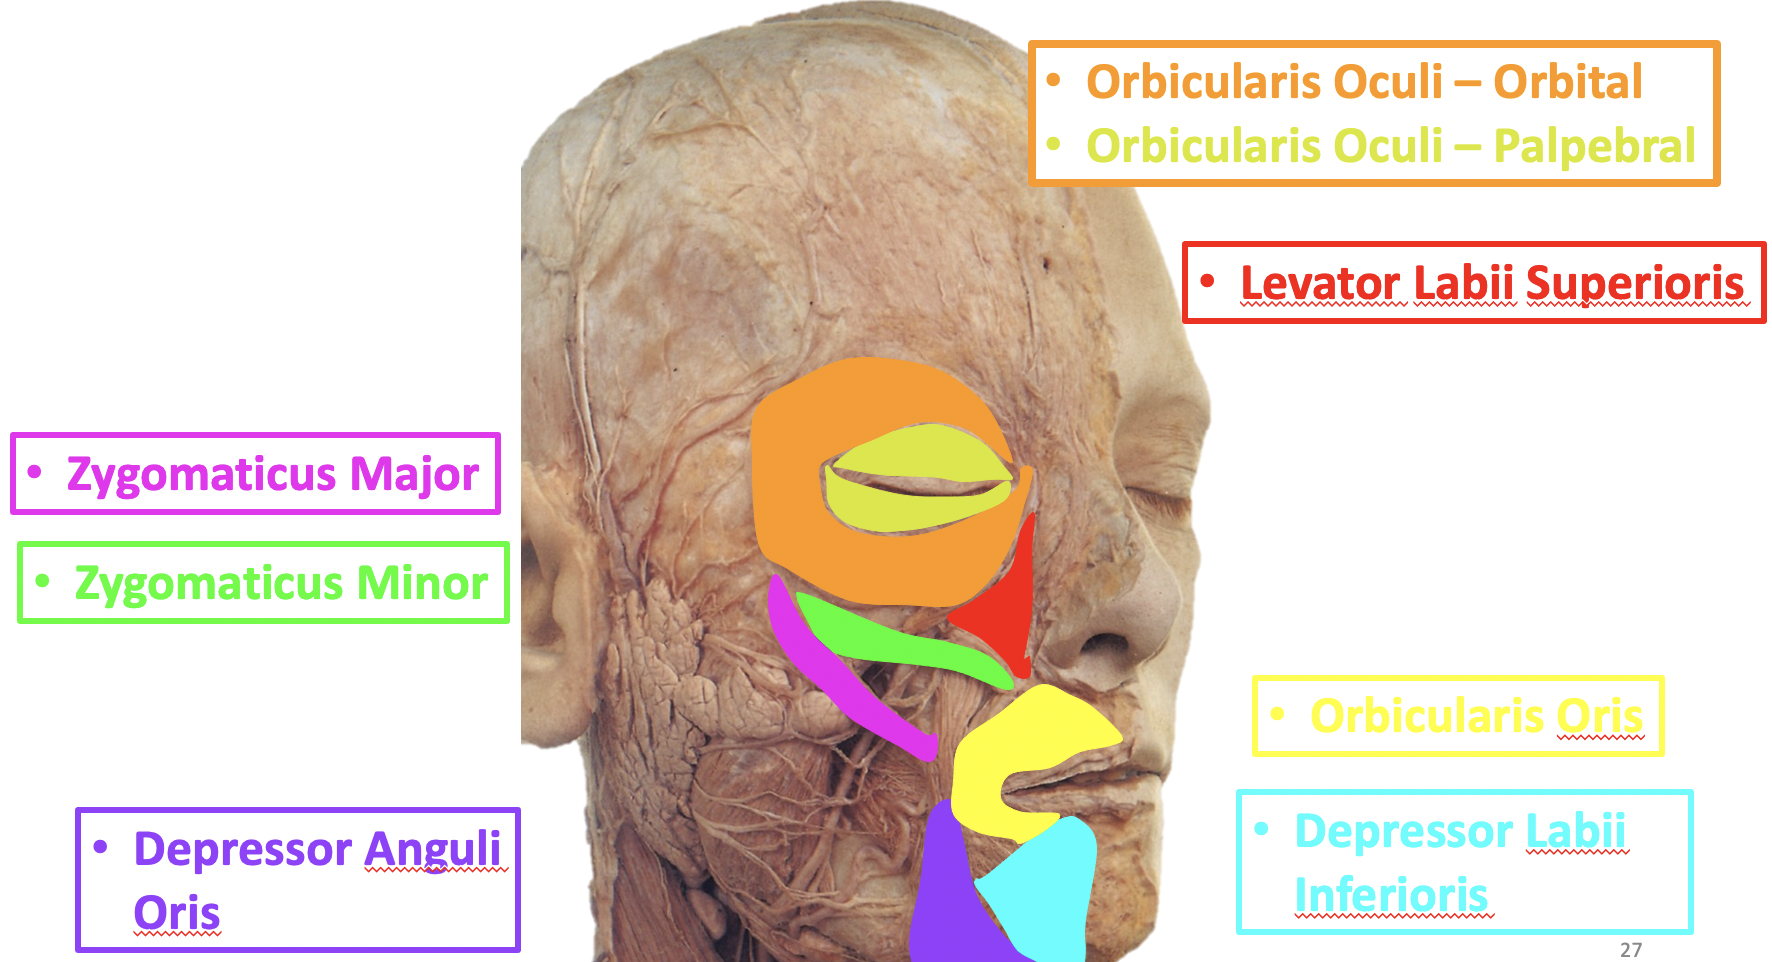 • Orbicularis Oculi – Orbital
• Orbicularis Oculi – Palpebral
• Levator Labii Superioris
• Zygomaticus Major
• Zygomaticus Minor
• Orbicularis Oris
• Depressor Anguli
Oris
• Depressor Labii
Inferioris
27